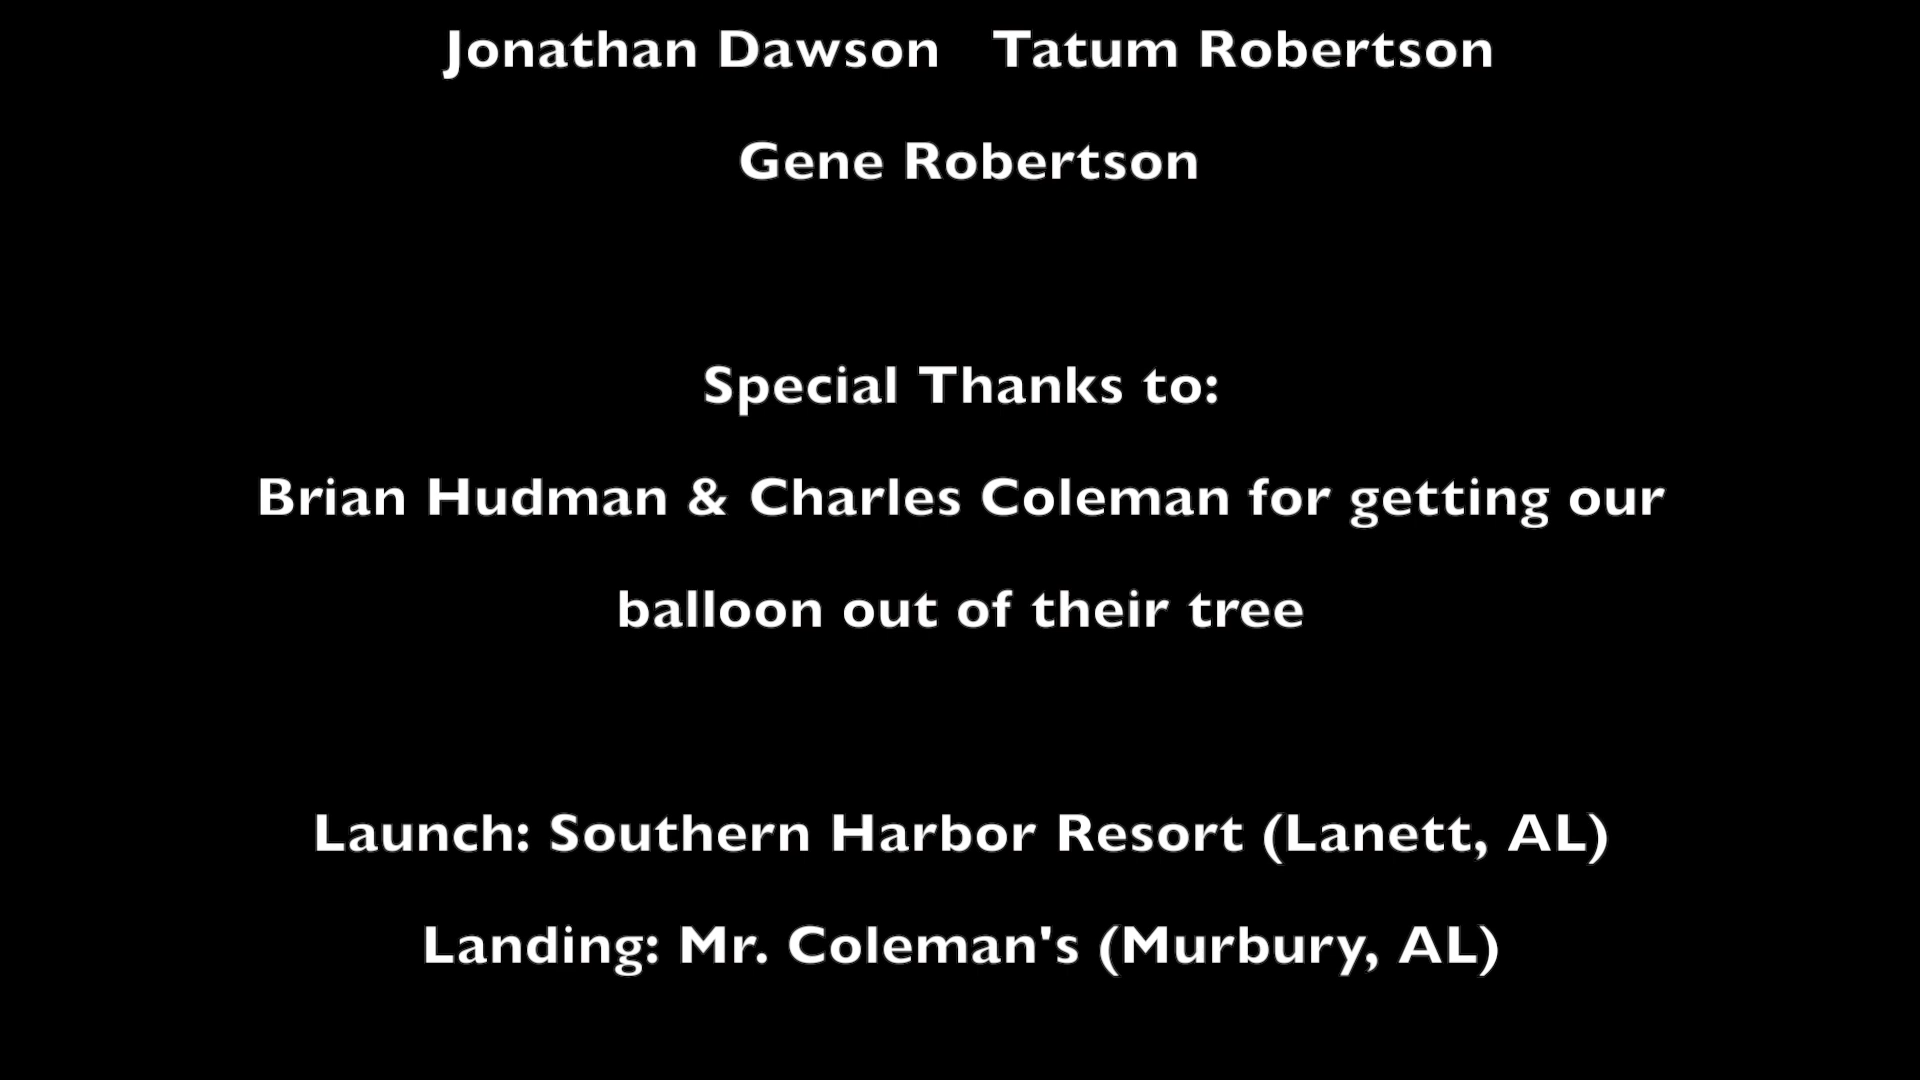 Jonathan Dawson   Tatum Robertson
Gene Robertson
Special Thanks to:
Brian Hudman & Charles Coleman for getting our
balloon out of their tree
Launch: Southern Harbor Resort (Lanett, AL)
Landing: Mr. Coleman's (Murbury, AL)